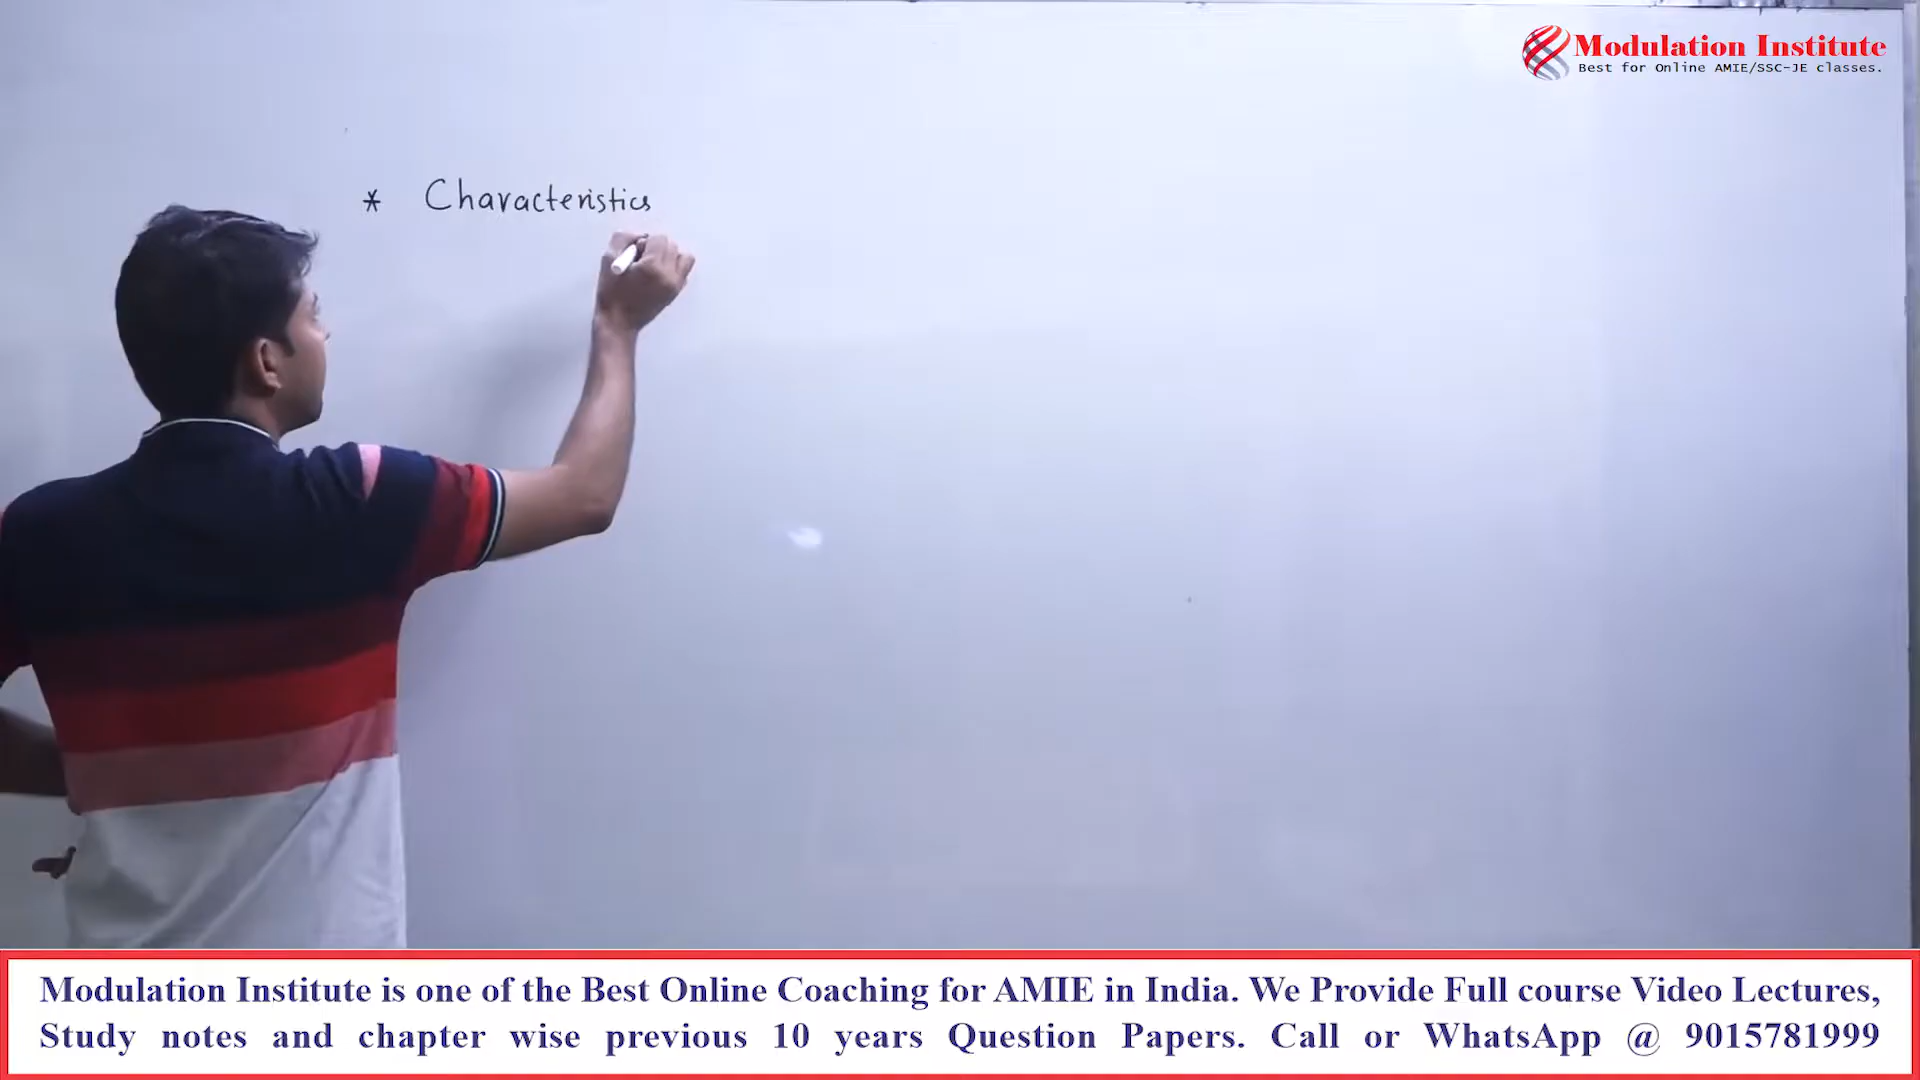 Modulation Institute
Best for Online AMIE/SSC-JE classes.
* Characteristics
Modulation Institute is one of the Best Online Coaching for AMIE in India. We Provide Full course Video Lectures,
Study notes and chapter wise previous 10 years Question Papers. Call or WhatsApp @ 9015781999